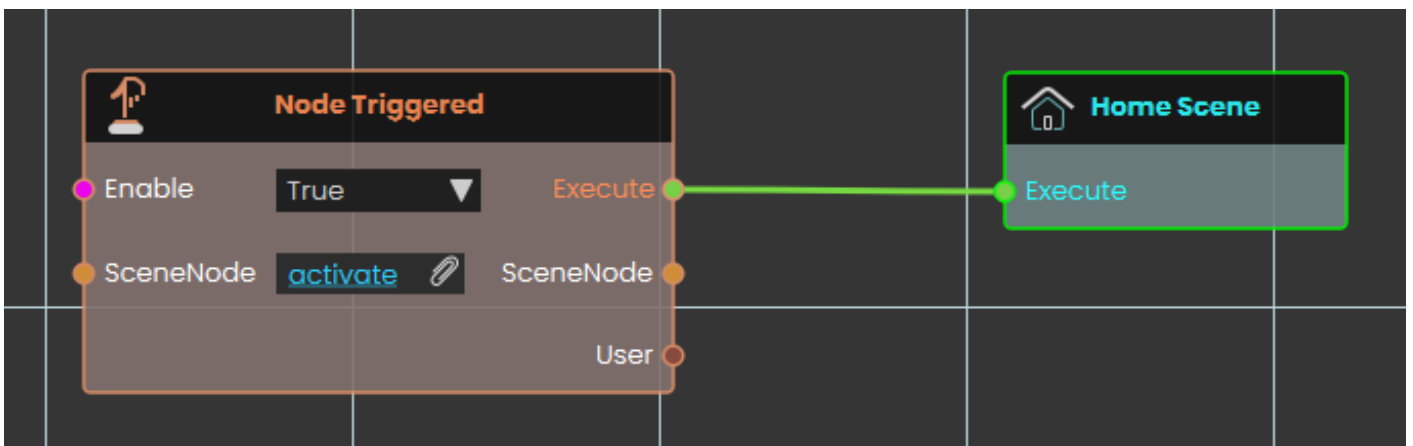 Node Triggered
Home Scene
Enable True Execute
Execute
SceneNode activate SceneNode
User